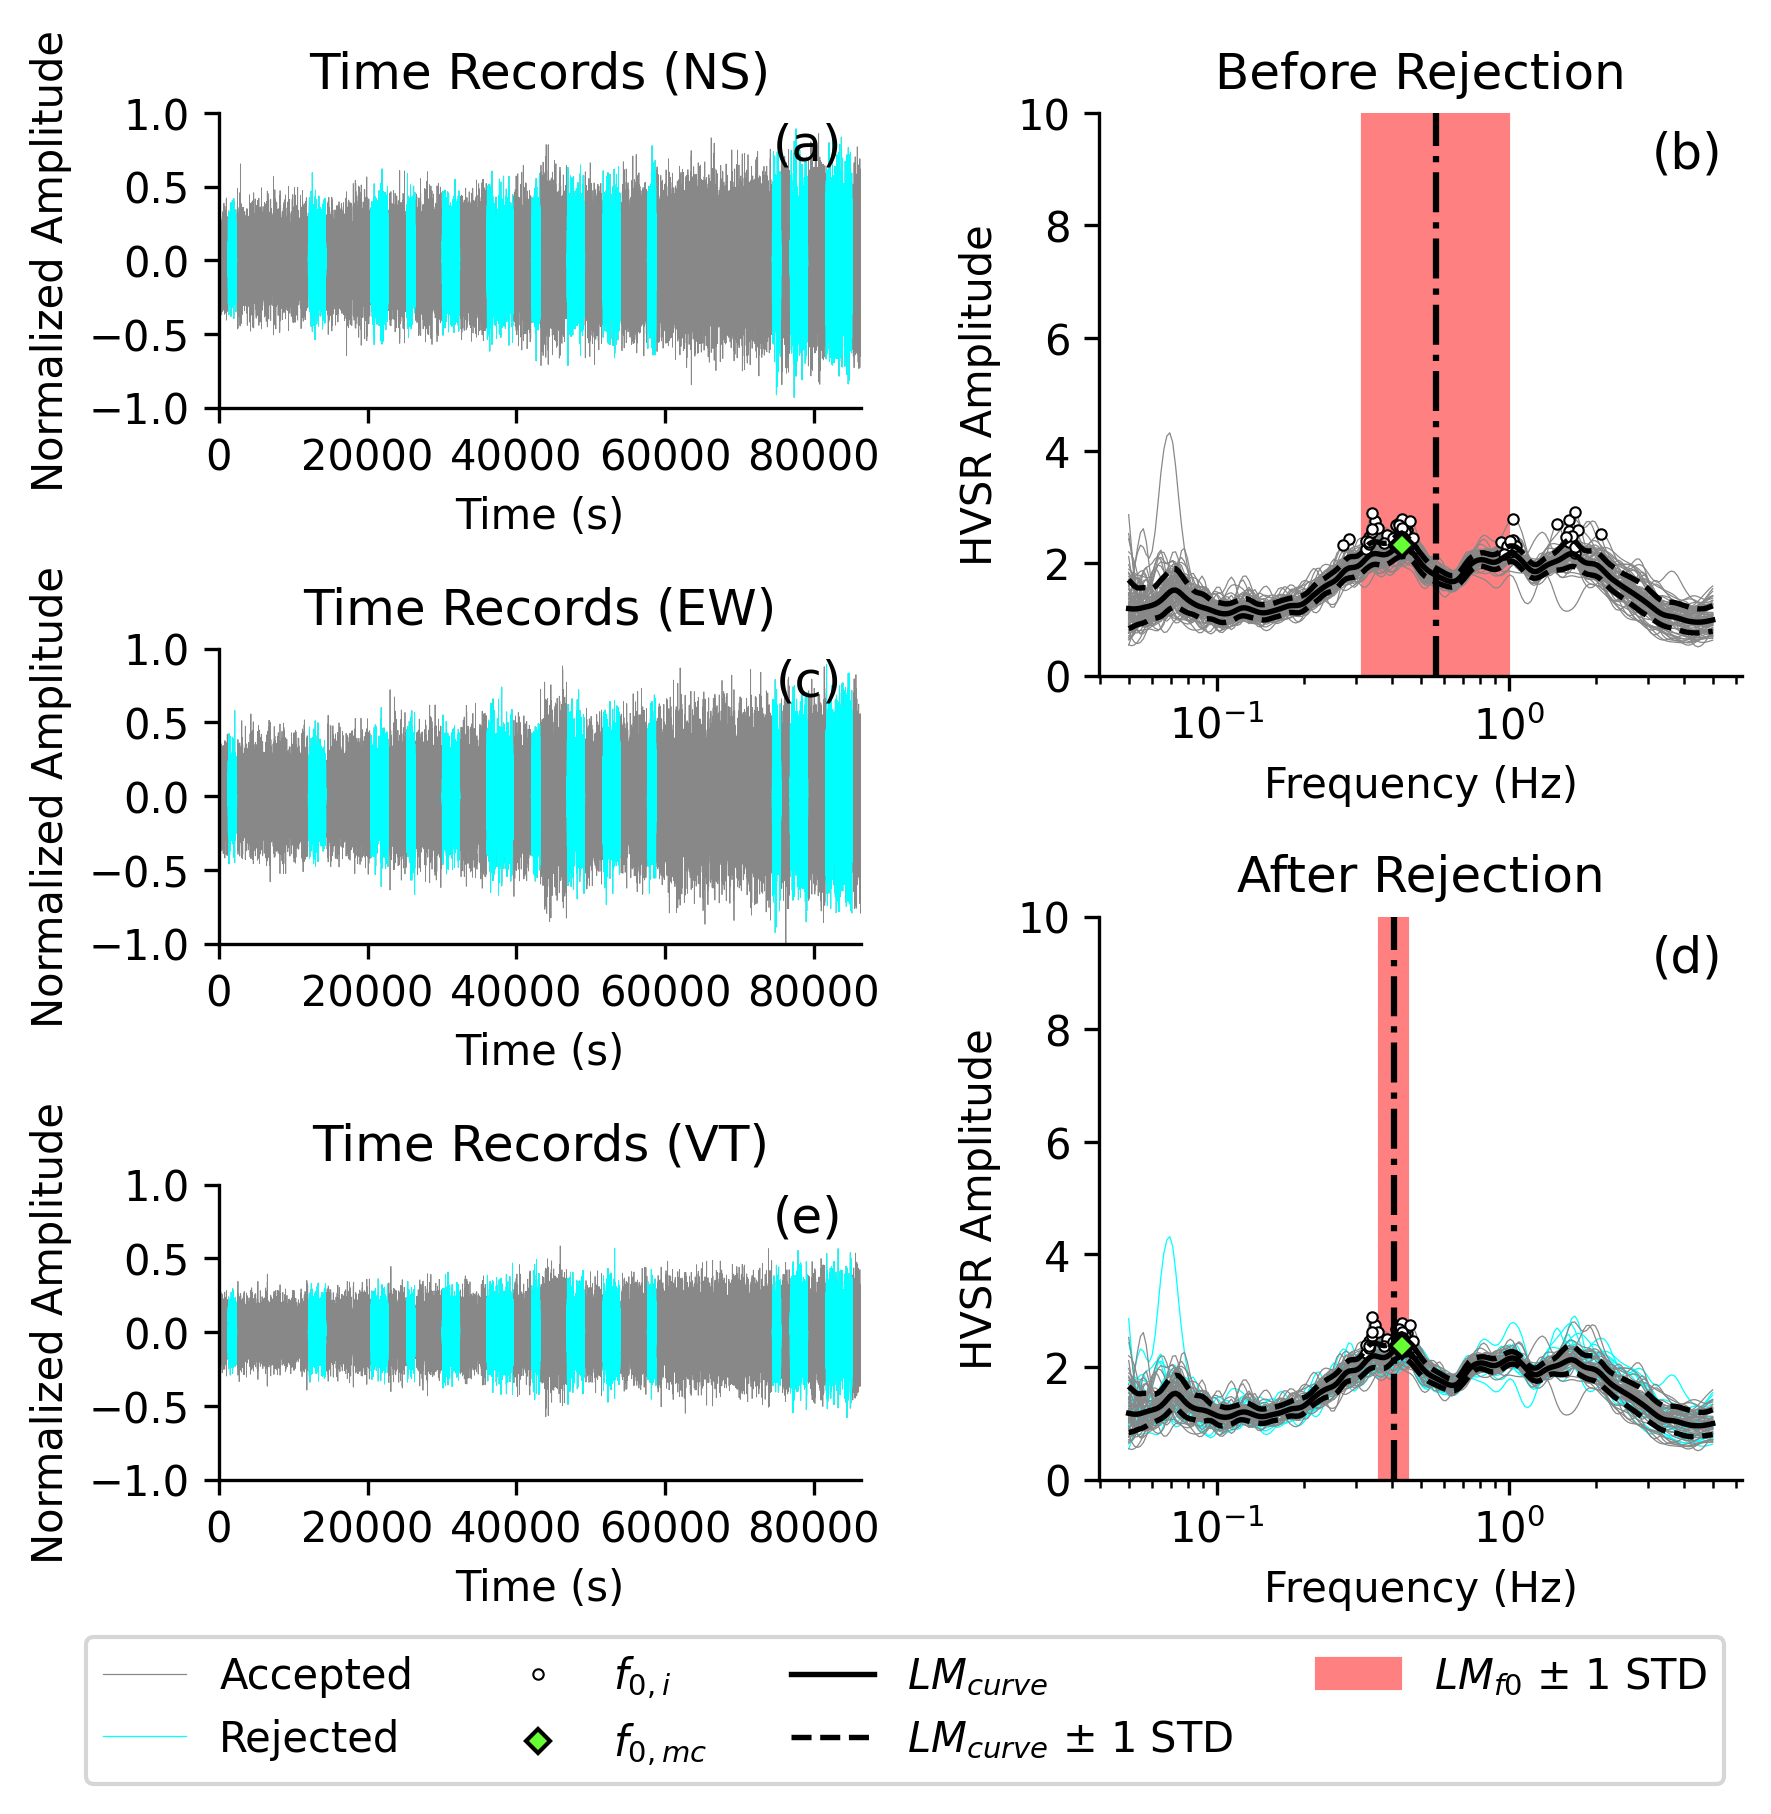 Time Records (NS)
(a)
Normalized Amplitude
1.0
0.5
0.0
−0.5
−1.0
0 20000 40000 60000 80000
Time (s)
Before Rejection
(b)
HVSR Amplitude
10
8
6
4
2
0
10⁻¹ 10⁰
Frequency (Hz)
Time Records (EW)
(c)
Normalized Amplitude
1.0
0.5
0.0
−0.5
−1.0
0 20000 40000 60000 80000
Time (s)
After Rejection
(d)
HVSR Amplitude
10
8
6
4
2
0
10⁻¹ 10⁰
Frequency (Hz)
Time Records (VT)
(e)
Normalized Amplitude
1.0
0.5
0.0
−0.5
−1.0
0 20000 40000 60000 80000
Time (s)
Accepted
Rejected
f0,i
f0,mc
LMcurve
LMcurve ± 1 STD
LMf0 ± 1 STD